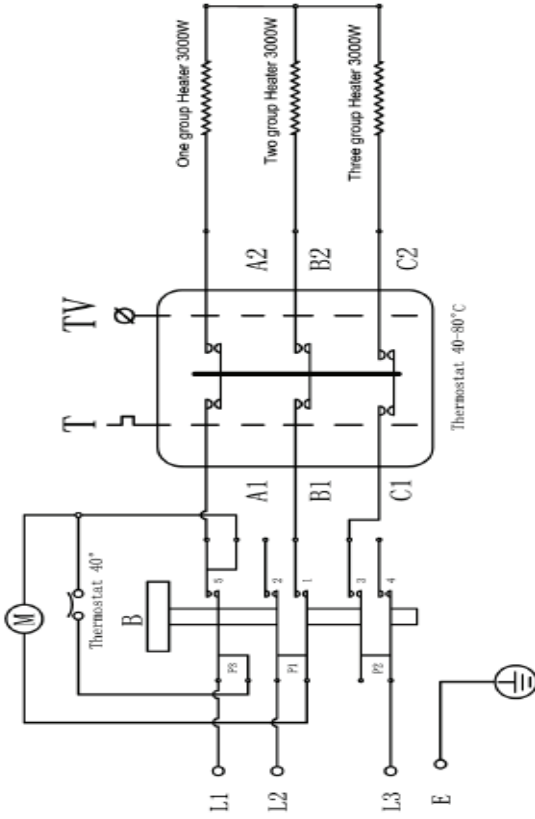 One group Heater 3000W
Two group Heater 3000W
Three group Heater 3000W
A2
B2
C2
TV
T
Thermostat 40-80°C
A1
B1
C1
M
Thermostat 40°
B
5
2
1
3
4
P3
P1
P2
L1
L2
L3
E